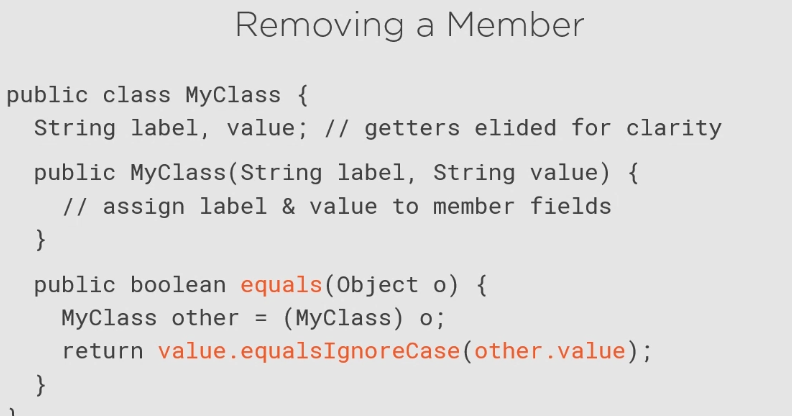 Removing a Member
public class MyClass {
String label, value; // getters elided for clarity
public MyClass(String label, String value) {
// assign label & value to member fields
}
public boolean equals(Object o) {
MyClass other = (MyClass) o;
return value.equalsIgnoreCase(other.value);
}
}